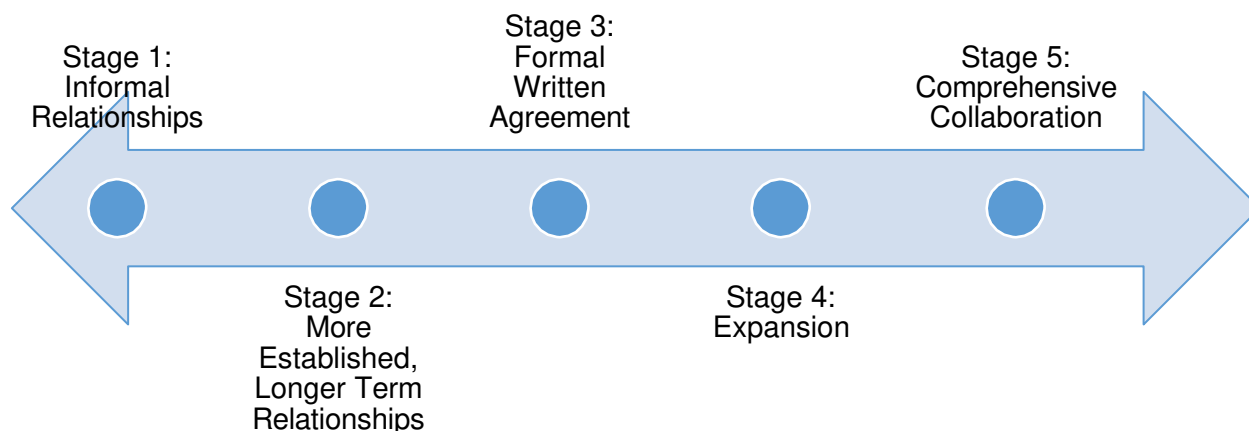 Stage 1:
Informal
Relationships
Stage 2:
More
Established,
Longer Term
Relationships
Stage 3:
Formal
Written
Agreement
Stage 4:
Expansion
Stage 5:
Comprehensive
Collaboration